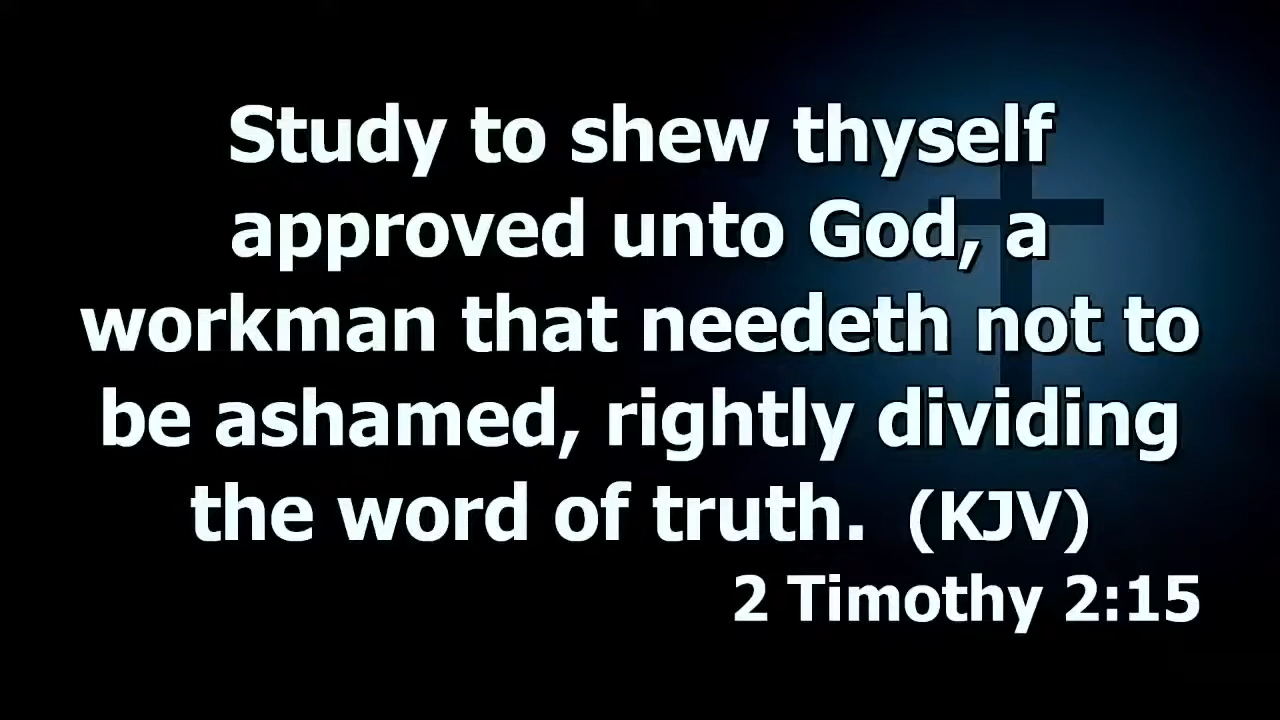 Study to shew thyself
approved unto God, a
workman that needeth not to
be ashamed, rightly dividing
the word of truth. (KJV)
2 Timothy 2:15